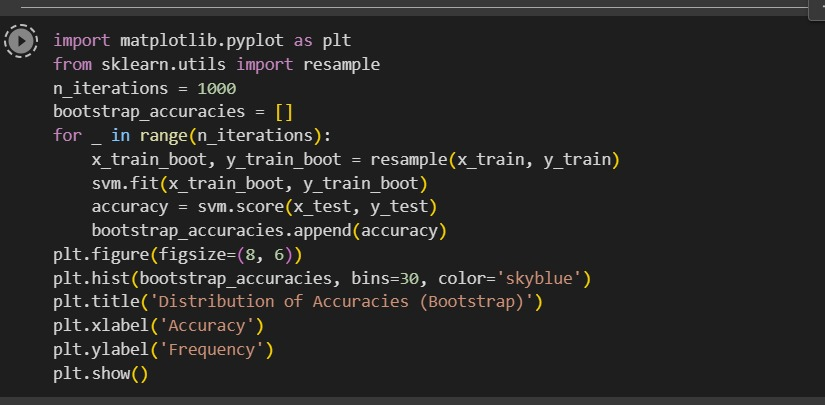 import matplotlib.pyplot as plt
from sklearn.utils import resample
n_iterations = 1000
bootstrap_accuracies = []
for _ in range(n_iterations):
    x_train_boot, y_train_boot = resample(x_train, y_train)
    svm.fit(x_train_boot, y_train_boot)
    accuracy = svm.score(x_test, y_test)
    bootstrap_accuracies.append(accuracy)
plt.figure(figsize=(8, 6))
plt.hist(bootstrap_accuracies, bins=30, color='skyblue')
plt.title('Distribution of Accuracies (Bootstrap)')
plt.xlabel('Accuracy')
plt.ylabel('Frequency')
plt.show()